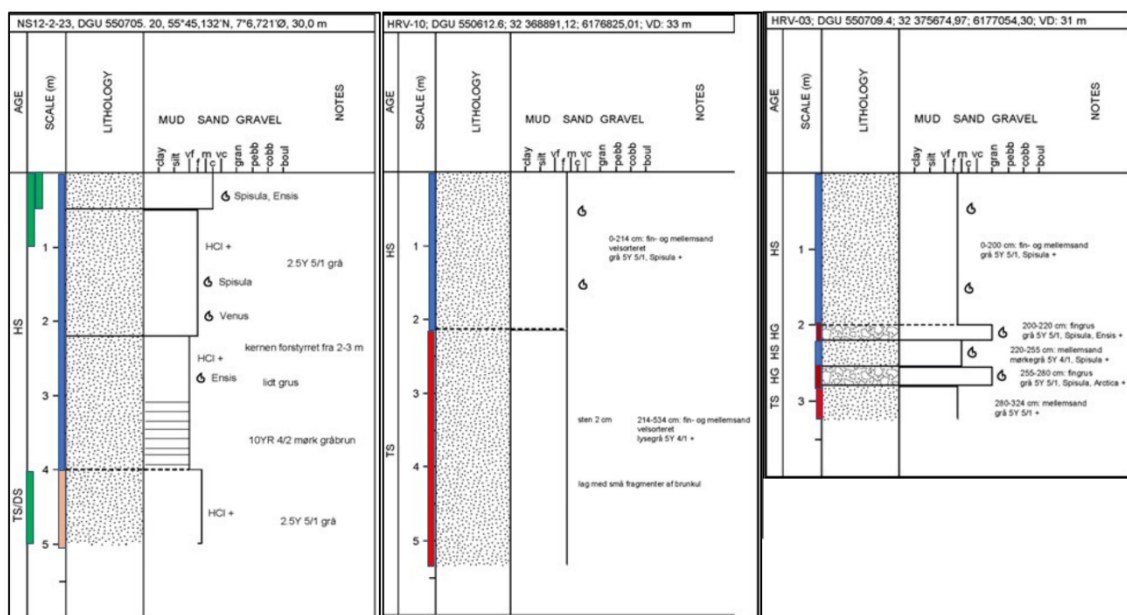 NS12-2-23, DGU 550705. 20, 55°45,132'N, 7°6,721'Ø, 30,0 m
AGE
SCALE (m)
LITHOLOGY
MUD SAND GRAVEL
NOTES
clay
silt
vf
f
m
c
vc
gran
pebb
cobb
boul
HS
TS/DS
1
2
3
4
5
Spisula, Ensis
HCl +
2.5Y 5/1 grå
Spisula
Venus
kernen forstyrret fra 2-3 m
HCl +
Ensis
lidt grus
10YR 4/2 mørk gråbrun
HCl +
2.5Y 5/1 grå
HRV-10; DGU 550612.6; 32 368891,12; 6176825,01; VD: 33 m
AGE
SCALE (m)
LITHOLOGY
MUD SAND GRAVEL
NOTES
clay
silt
vf
f
m
c
vc
gran
pebb
cobb
boul
HS
TS
1
2
3
4
5
0-214 cm: fin- og mellemsand
velsorteret
grå 5Y 5/1, Spisula +
sten 2 cm
214-534 cm: fin- og mellemsand
velsorteret
lysegrå 5Y 4/1 +
lag med små fragmenter af brunkul
HRV-03; DGU 550709.4; 32 375674,97; 6177054,30; VD: 31 m
AGE
SCALE (m)
LITHOLOGY
MUD SAND GRAVEL
NOTES
clay
silt
vf
f
m
c
vc
gran
pebb
cobb
boul
HS
HG
HS
HG
TS
1
2
3
0-200 cm: fin- og mellemsand
grå 5Y 5/1, Spisula +
200-220 cm: fingrus
grå 5Y 5/1, Spisula, Ensis +
220-255 cm: mellemsand
mørkegrå 5Y 4/1, Spisula +
255-280 cm: fingrus
grå 5Y 5/1, Spisula, Arctica +
280-324 cm: mellemsand
grå 5Y 5/1 +